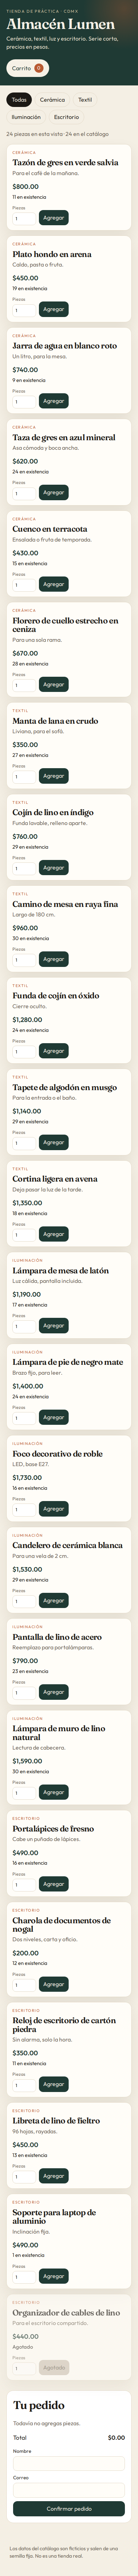 TIENDA DE PRÁCTICA · CDMX
Almacén Lumen
Cerámica, textil, luz y escritorio. Serie corta,
precios en pesos.
Carrito 0
Todas Cerámica Textil
Iluminación Escritorio
24 piezas en esta vista · 24 en el catálogo
CERÁMICA
Tazón de gres en verde salvia
Para el café de la mañana.
$800.00
11 en existencia
Piezas
1 Agregar
CERÁMICA
Plato hondo en arena
Caldo, pasta o fruta.
$450.00
19 en existencia
Piezas
1 Agregar
CERÁMICA
Jarra de agua en blanco roto
Un litro, para la mesa.
$740.00
9 en existencia
Piezas
1 Agregar
CERÁMICA
Taza de gres en azul mineral
Asa cómoda y boca ancha.
$620.00
24 en existencia
Piezas
1 Agregar
CERÁMICA
Cuenco en terracota
Ensalada o fruta de temporada.
$430.00
15 en existencia
Piezas
1 Agregar
CERÁMICA
Florero de cuello estrecho en
ceniza
Para una sola rama.
$670.00
28 en existencia
Piezas
1 Agregar
TEXTIL
Manta de lana en crudo
Liviana, para el sofá.
$350.00
27 en existencia
Piezas
1 Agregar
TEXTIL
Cojín de lino en índigo
Funda lavable, relleno aparte.
$760.00
29 en existencia
Piezas
1 Agregar
TEXTIL
Camino de mesa en raya fina
Largo de 180 cm.
$960.00
30 en existencia
Piezas
1 Agregar
TEXTIL
Funda de cojín en óxido
Cierre oculto.
$1,280.00
24 en existencia
Piezas
1 Agregar
TEXTIL
Tapete de algodón en musgo
Para la entrada o el baño.
$1,140.00
29 en existencia
Piezas
1 Agregar
TEXTIL
Cortina ligera en avena
Deja pasar la luz de la tarde.
$1,350.00
18 en existencia
Piezas
1 Agregar
ILUMINACIÓN
Lámpara de mesa de latón
Luz cálida, pantalla incluida.
$1,190.00
17 en existencia
Piezas
1 Agregar
ILUMINACIÓN
Lámpara de pie de negro mate
Brazo fijo, para leer.
$1,400.00
24 en existencia
Piezas
1 Agregar
ILUMINACIÓN
Foco decorativo de roble
LED, base E27.
$1,730.00
16 en existencia
Piezas
1 Agregar
ILUMINACIÓN
Candelero de cerámica blanca
Para una vela de 2 cm.
$1,530.00
29 en existencia
Piezas
1 Agregar
ILUMINACIÓN
Pantalla de lino de acero
Reemplazo para portalámparas.
$790.00
23 en existencia
Piezas
1 Agregar
ILUMINACIÓN
Lámpara de muro de lino
natural
Lectura de cabecera.
$1,590.00
30 en existencia
Piezas
1 Agregar
ESCRITORIO
Portalápices de fresno
Cabe un puñado de lápices.
$490.00
16 en existencia
Piezas
1 Agregar
ESCRITORIO
Charola de documentos de
nogal
Dos niveles, carta y oficio.
$200.00
12 en existencia
Piezas
1 Agregar
ESCRITORIO
Reloj de escritorio de cartón
piedra
Sin alarma, solo la hora.
$350.00
11 en existencia
Piezas
1 Agregar
ESCRITORIO
Libreta de lino de fieltro
96 hojas, rayadas.
$450.00
13 en existencia
Piezas
1 Agregar
ESCRITORIO
Soporte para laptop de
aluminio
Inclinación fija.
$490.00
1 en existencia
Piezas
1 Agregar
ESCRITORIO
Organizador de cables de lino
Para el escritorio compartido.
$440.00
Agotado
Piezas
1 Agotado
Tu pedido
Todavía no agregas piezas.
Total $0.00
Nombre
Correo
Confirmar pedido
Los datos del catálogo son ficticios y salen de una
semilla fija. No es una tienda real.